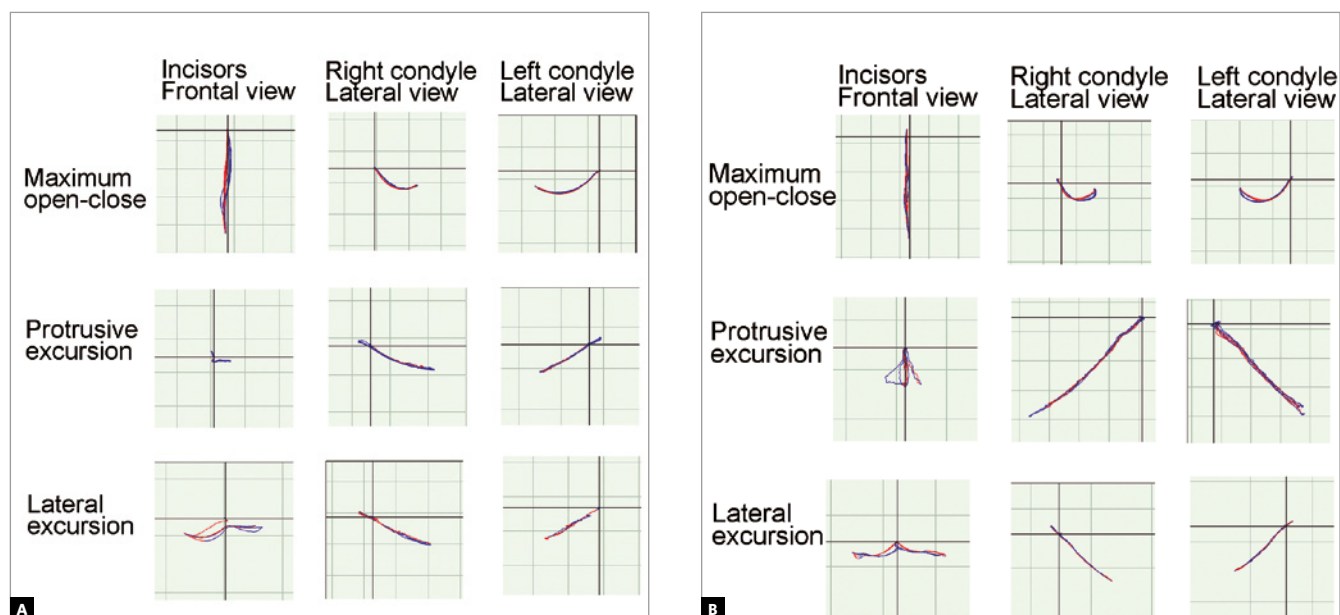 Incisors
Frontal view
Right condyle
Lateral view
Left condyle
Lateral view
Maximum
open-close
Protrusive
excursion
Lateral
excursion
A
Incisors
Frontal view
Right condyle
Lateral view
Left condyle
Lateral view
Maximum
open-close
Protrusive
excursion
Lateral
excursion
B